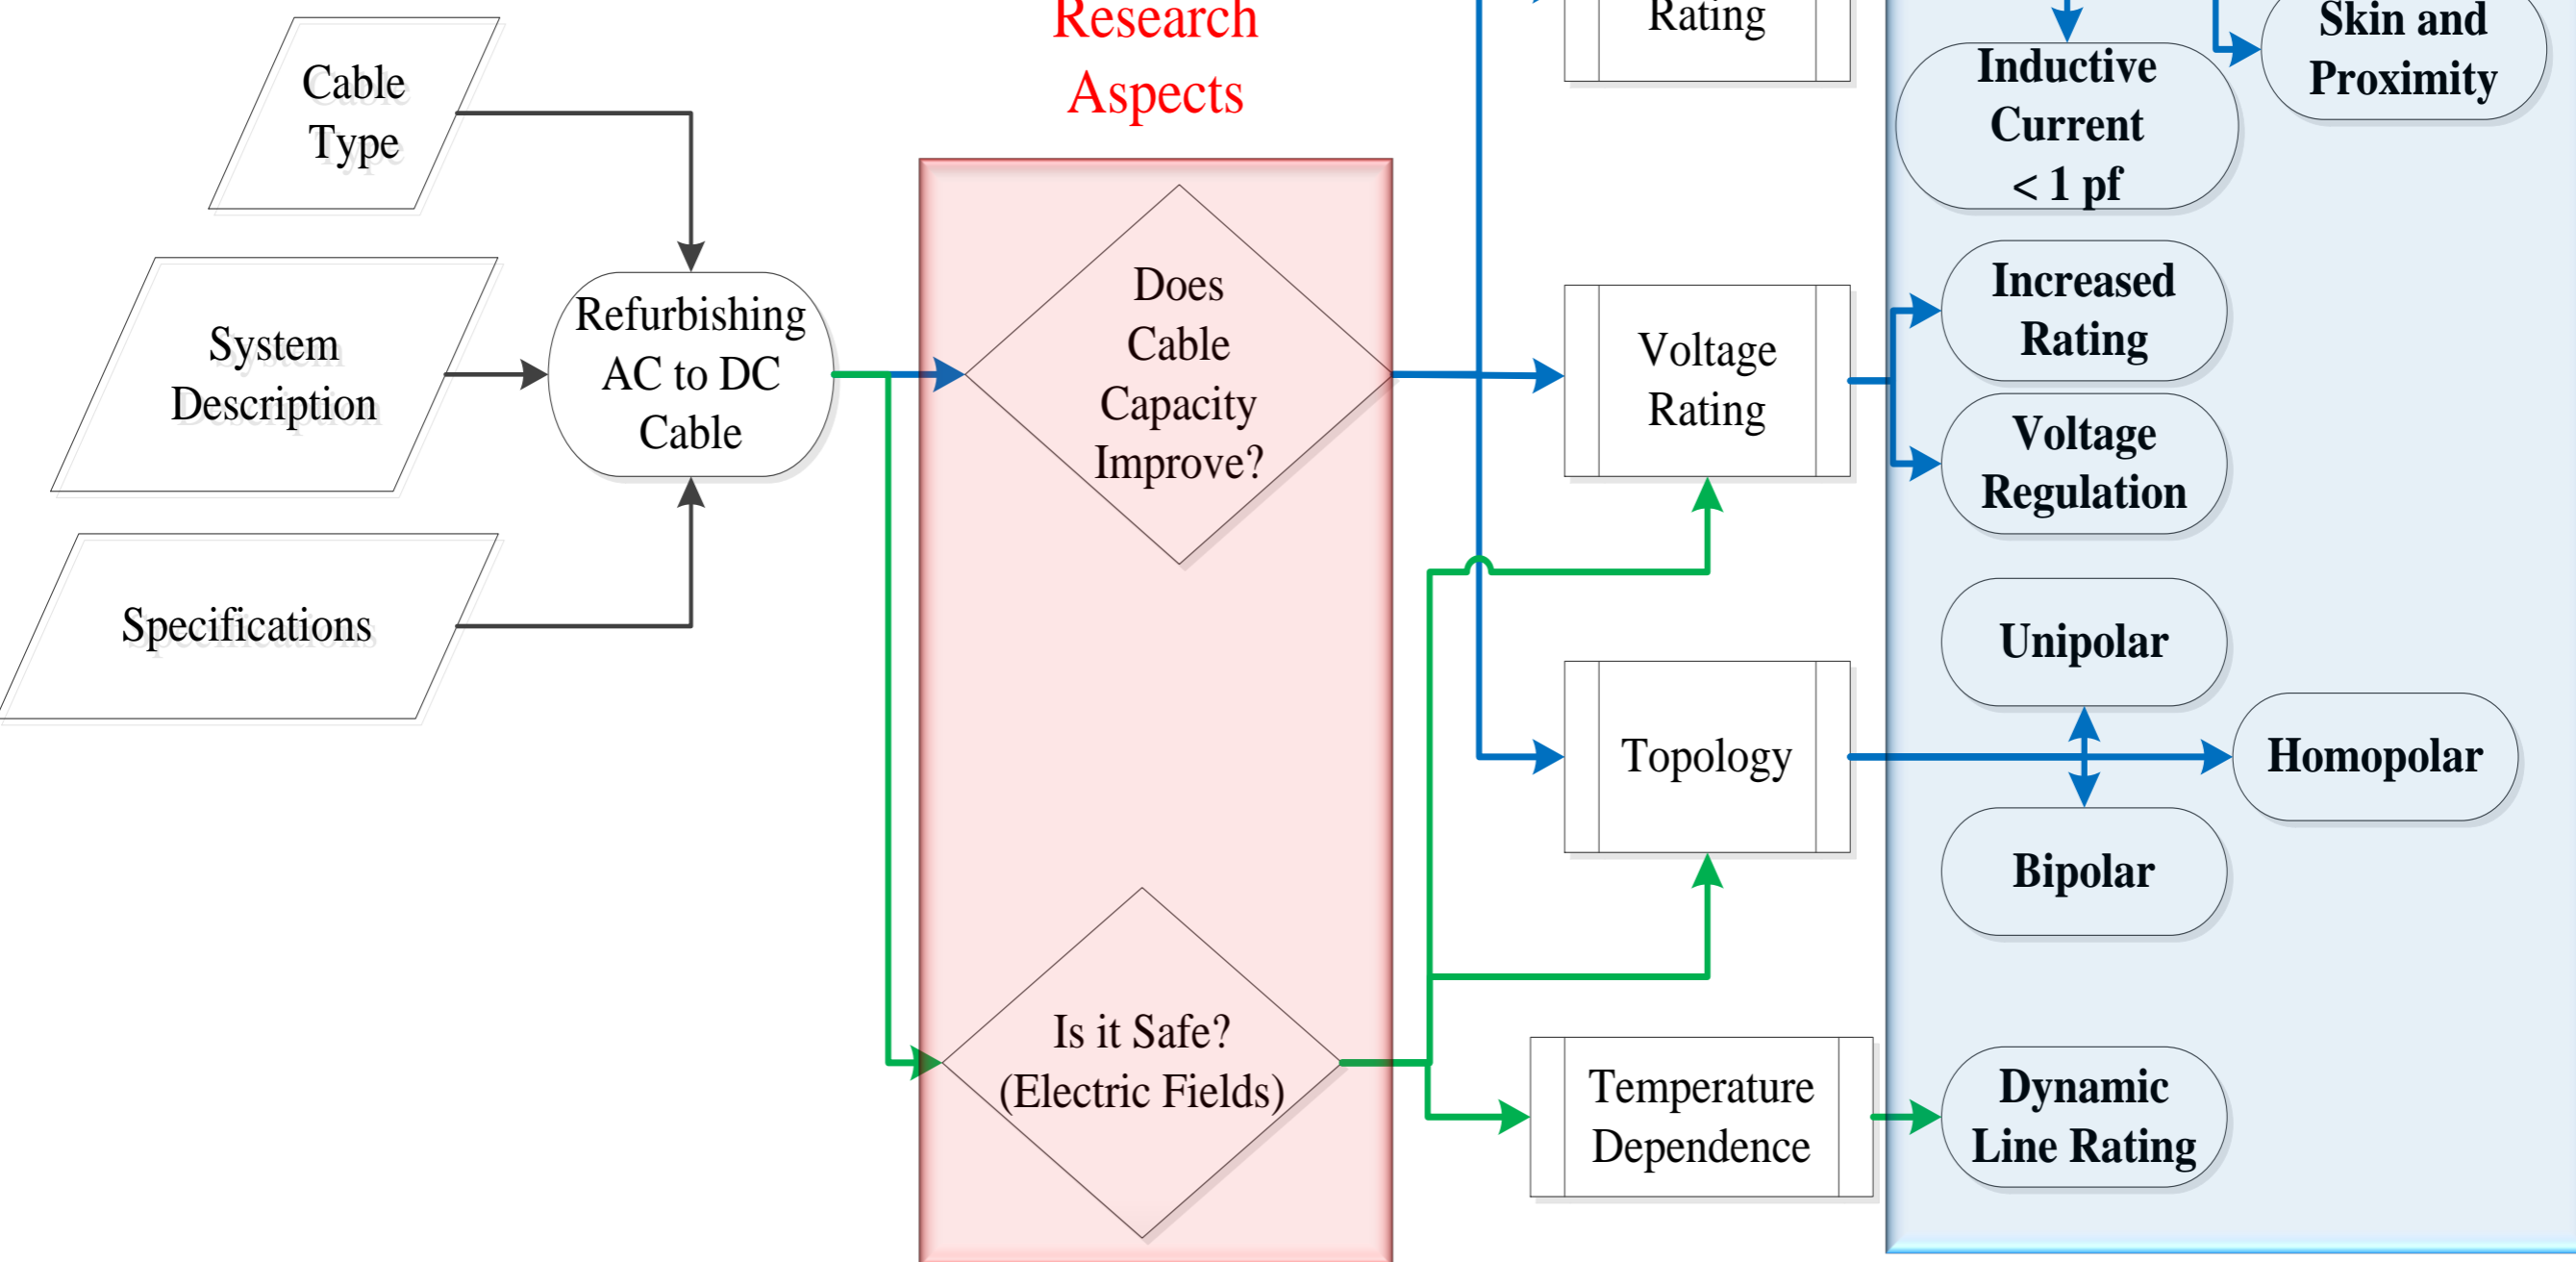 Cable
Type
System
Description
Specifications
Refurbishing
AC to DC
Cable
Research
Aspects
Does
Cable
Capacity
Improve?
Is it Safe?
(Electric Fields)
Rating
Voltage
Rating
Topology
Temperature
Dependence
Inductive
Current
< 1 pf
Skin and
Proximity
Increased
Rating
Voltage
Regulation
Unipolar
Homopolar
Bipolar
Dynamic
Line Rating